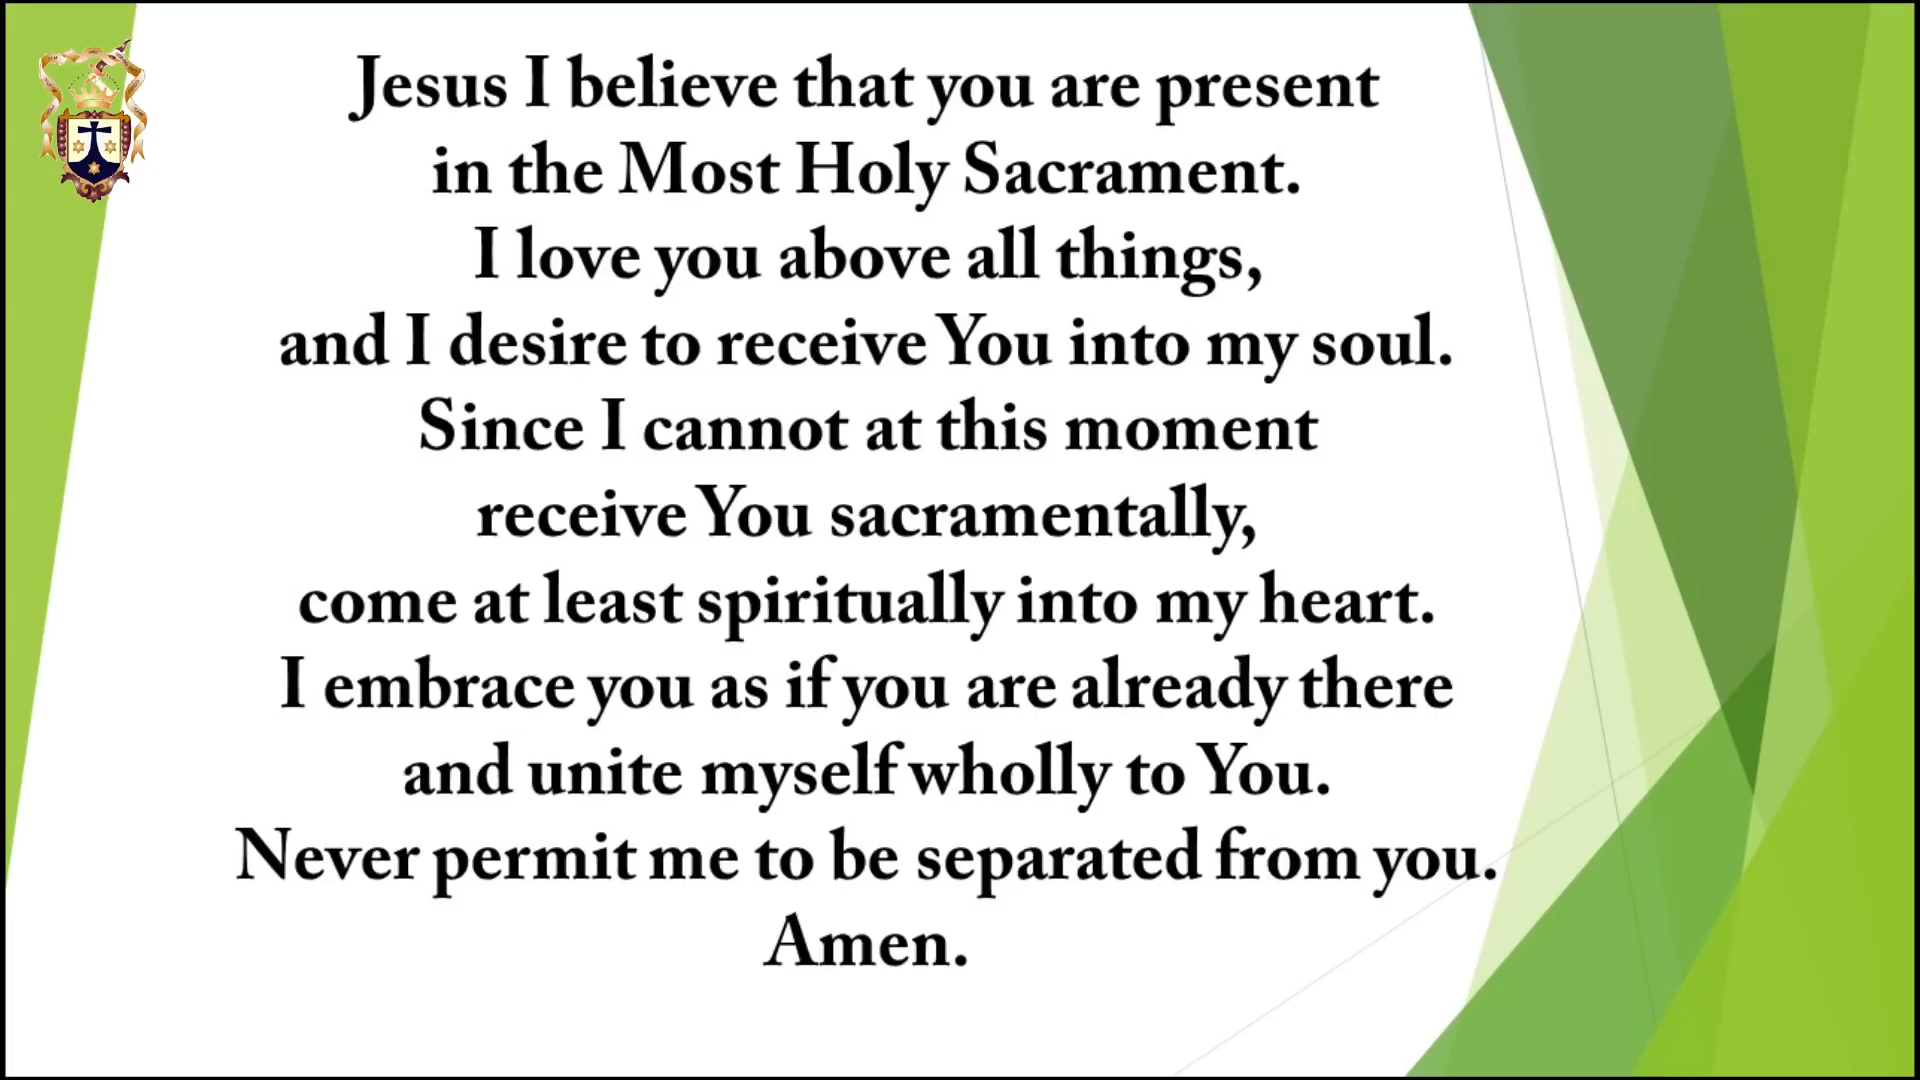 Jesus I believe that you are present
in the Most Holy Sacrament.
I love you above all things,
and I desire to receive You into my soul.
Since I cannot at this moment
receive You sacramentally,
come at least spiritually into my heart.
I embrace you as if you are already there
and unite myself wholly to You.
Never permit me to be separated from you.
Amen.